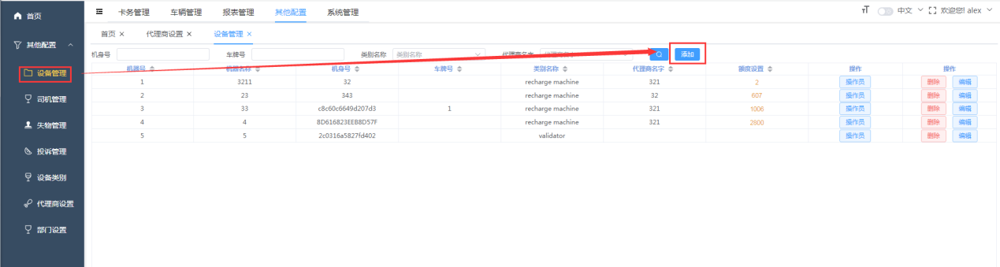 首页
其他配置
设备管理
司机管理
失物管理
投诉管理
设备类别
代理商设置
部门设置
卡务管理 车辆管理 报表管理 其他配置 系统管理
中文 欢迎您! alex
首页 × 代理商设置 × 设备管理 ×
机身号 车牌号 类别名称 类别名称 代理商名字 代理商名字 添加
机器号 机器名称 机身号 车牌号 类别名称 代理商名字 额度设置 操作 操作
1 3211 32 recharge machine 321 2 操作员 删除 编辑
2 23 343 recharge machine 32 607 操作员 删除 编辑
3 33 c8c60c6649d207d3 1 recharge machine 321 1006 操作员 删除 编辑
4 4 8D616823EEB8D57F recharge machine 321 2800 操作员 删除 编辑
5 5 2c0316a5827fd402 validator 操作员 删除 编辑